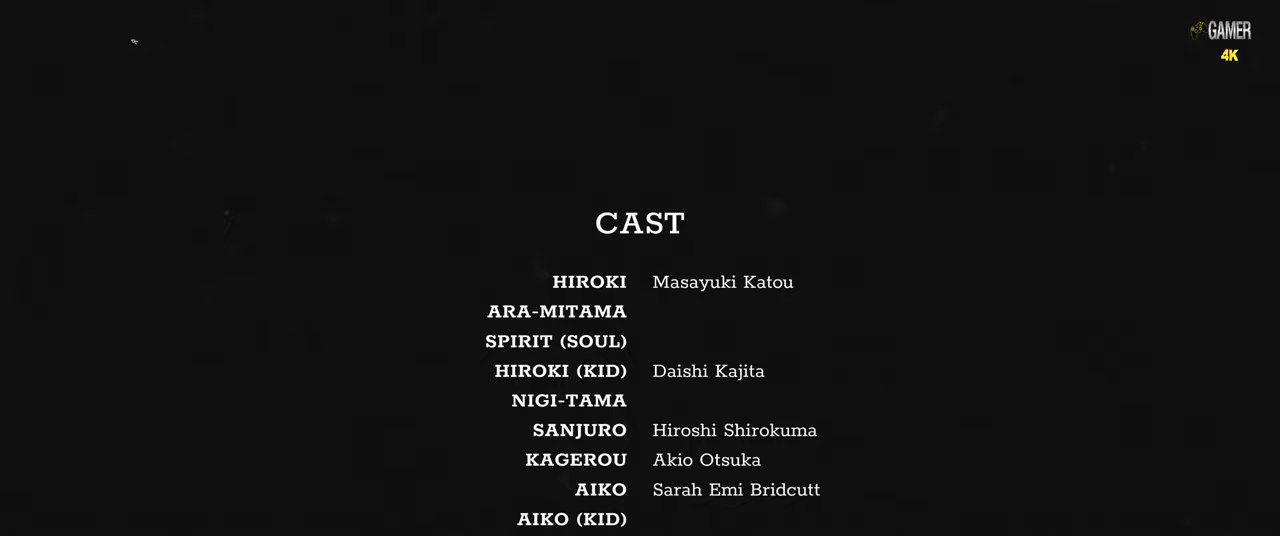 GAMER
4K
CAST
HIROKI Masayuki Katou
ARA-MITAMA
SPIRIT (SOUL)
HIROKI (KID) Daishi Kajita
NIGI-TAMA
SANJURO Hiroshi Shirokuma
KAGEROU Akio Otsuka
AIKO Sarah Emi Bridcutt
AIKO (KID)